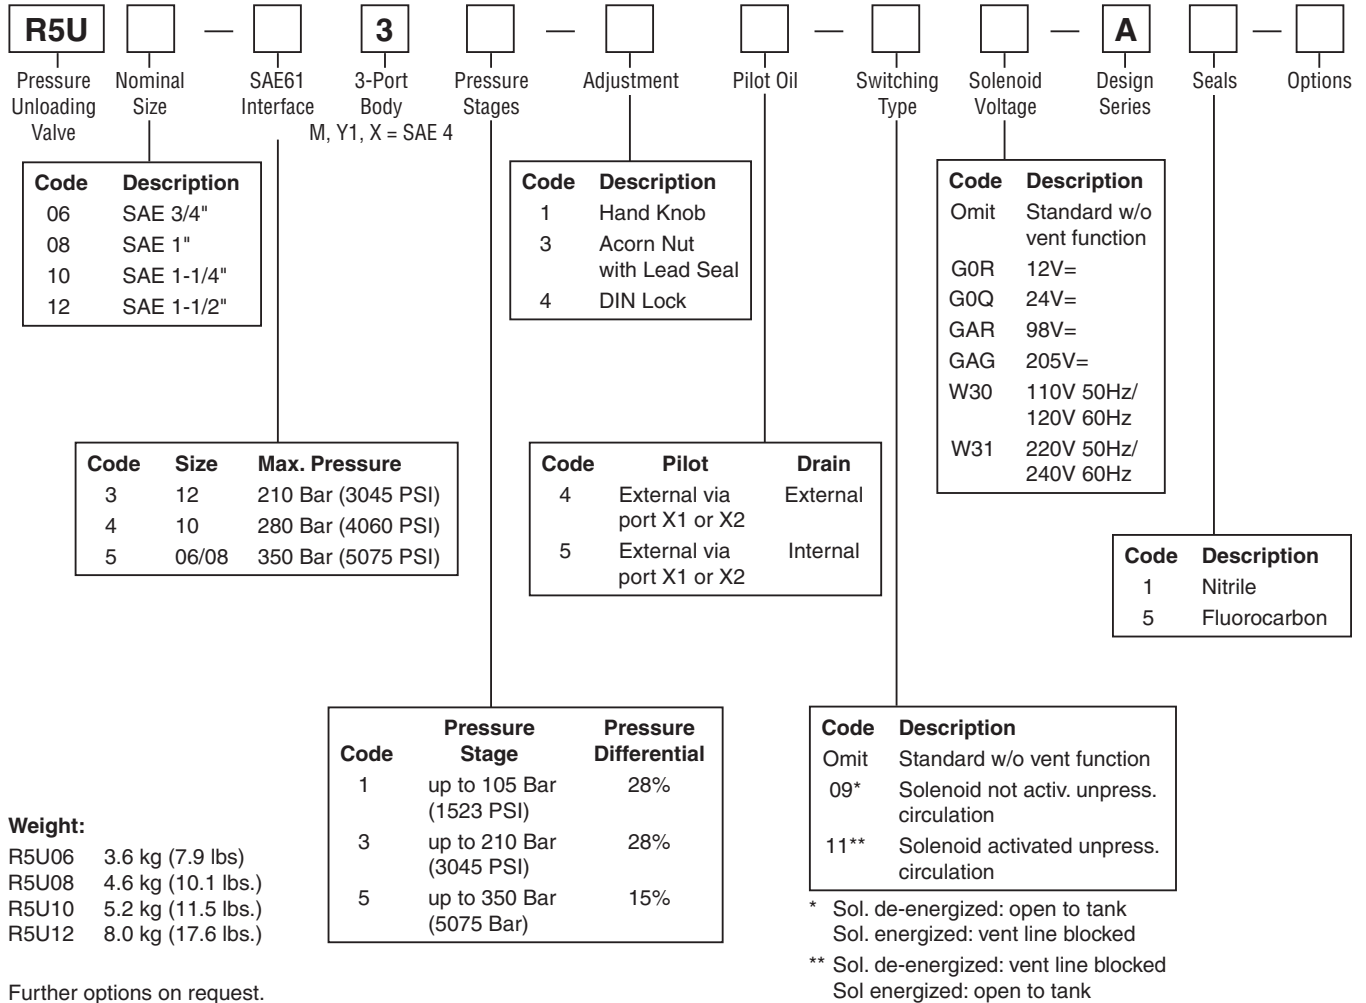 R5U — 3 — — — A —
Pressure Unloading Valve
Nominal Size
SAE61 Interface
3-Port Body
M, Y1, X = SAE 4
Pressure Stages
Adjustment
Pilot Oil
Switching Type
Solenoid Voltage
Design Series
Seals
Options
Code Description
06 SAE 3/4"
08 SAE 1"
10 SAE 1-1/4"
12 SAE 1-1/2"
Code Description
1 Hand Knob
3 Acorn Nut
with Lead Seal
4 DIN Lock
Code Description
Omit Standard w/o
vent function
G0R 12V=
G0Q 24V=
GAR 98V=
GAG 205V=
W30 110V 50Hz/
120V 60Hz
W31 220V 50Hz/
240V 60Hz
Code Size Max. Pressure
3 12 210 Bar (3045 PSI)
4 10 280 Bar (4060 PSI)
5 06/08 350 Bar (5075 PSI)
Code Pilot Drain
4 External via External
port X1 or X2
5 External via Internal
port X1 or X2
Code Description
1 Nitrile
5 Fluorocarbon
Pressure Pressure
Code Stage Differential
1 up to 105 Bar 28%
(1523 PSI)
3 up to 210 Bar 28%
(3045 PSI)
5 up to 350 Bar 15%
(5075 Bar)
Code Description
Omit Standard w/o vent function
09* Solenoid not activ. unpress.
circulation
11** Solenoid activated unpress.
circulation
* Sol. de-energized: open to tank
Sol. energized: vent line blocked
** Sol. de-energized: vent line blocked
Sol energized: open to tank
Weight:
R5U06 3.6 kg (7.9 lbs)
R5U08 4.6 kg (10.1 lbs.)
R5U10 5.2 kg (11.5 lbs.)
R5U12 8.0 kg (17.6 lbs.)
Further options on request.